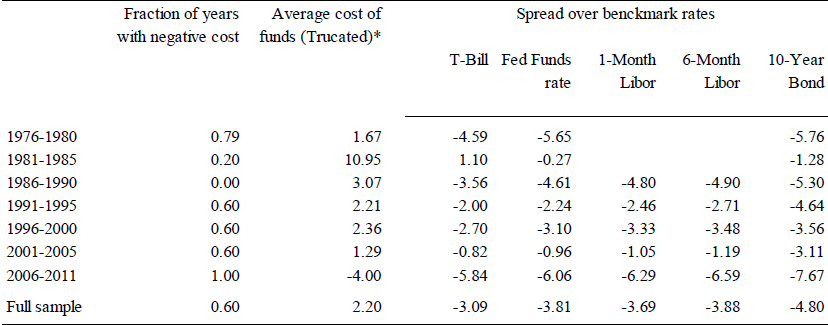 Fraction of years Average cost of Spread over benckmark rates
with negative cost funds (Trucated)*
T-Bill Fed Funds 1-Month 6-Month 10-Year
rate Libor Libor Bond
1976-1980 0.79 1.67 -4.59 -5.65 -5.76
1981-1985 0.20 10.95 1.10 -0.27 -1.28
1986-1990 0.00 3.07 -3.56 -4.61 -4.80 -4.90 -5.30
1991-1995 0.60 2.21 -2.00 -2.24 -2.46 -2.71 -4.64
1996-2000 0.60 2.36 -2.70 -3.10 -3.33 -3.48 -3.56
2001-2005 0.60 1.29 -0.82 -0.96 -1.05 -1.19 -3.11
2006-2011 1.00 -4.00 -5.84 -6.06 -6.29 -6.59 -7.67
Full sample 0.60 2.20 -3.09 -3.81 -3.69 -3.88 -4.80